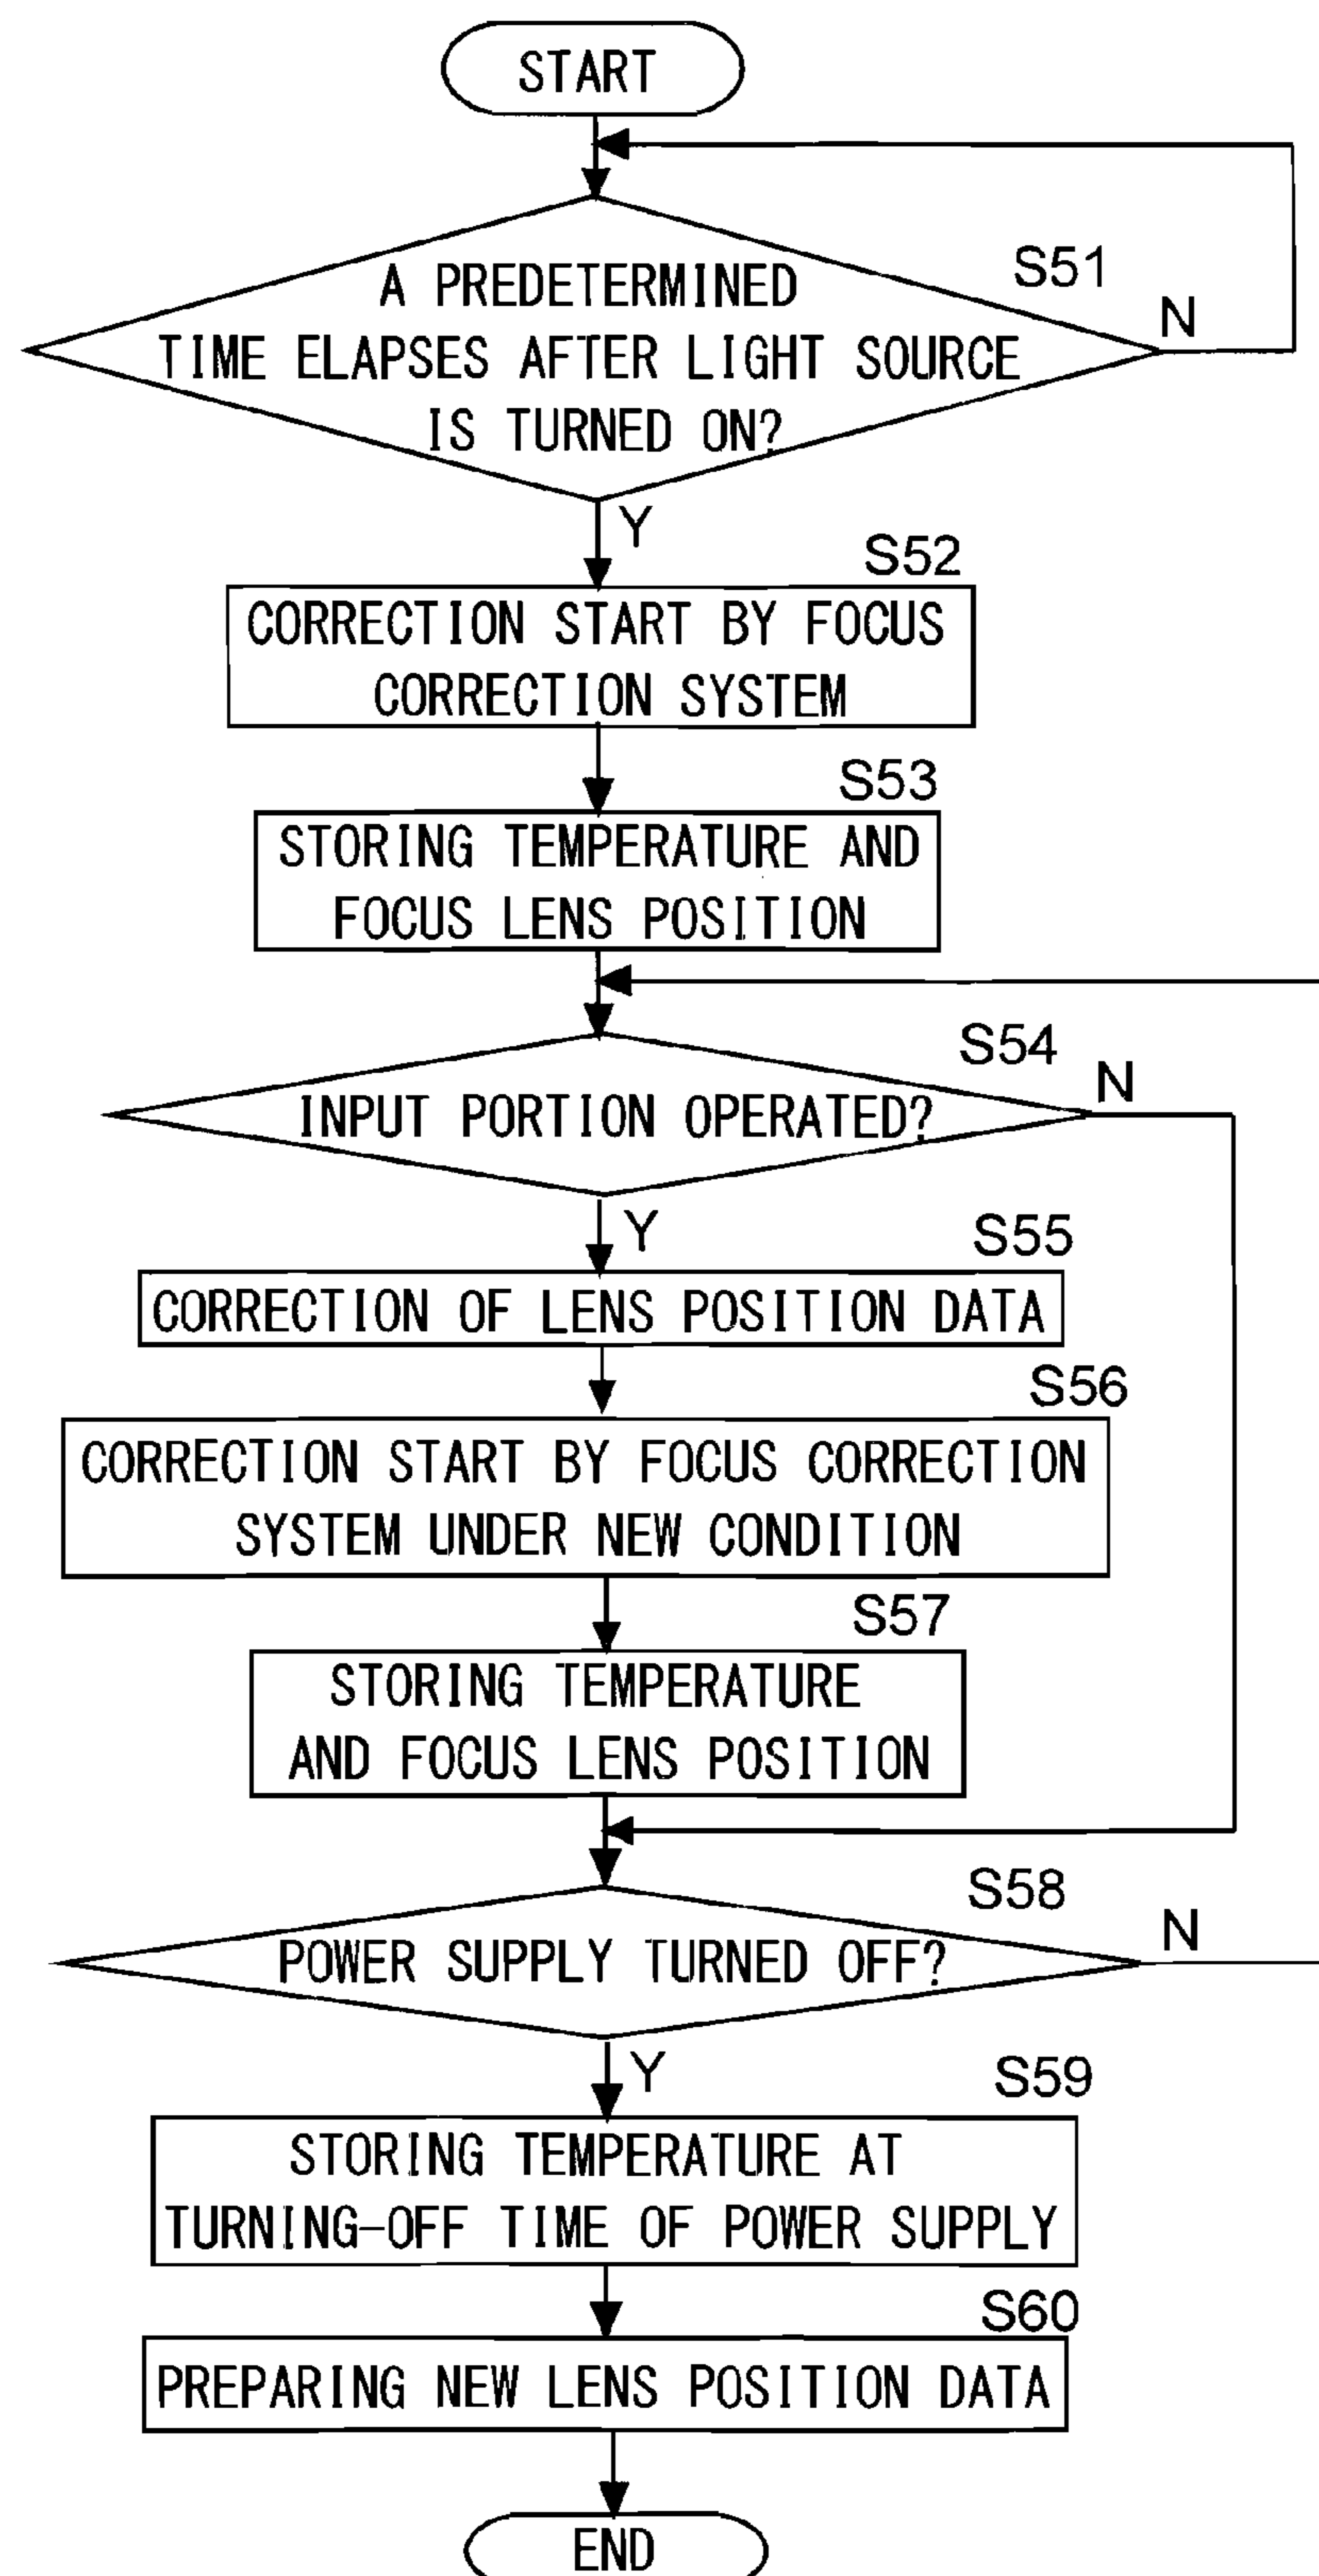 START
S51
A PREDETERMINED
TIME ELAPSES AFTER LIGHT SOURCE
IS TURNED ON?
N
Y
S52
CORRECTION START BY FOCUS
CORRECTION SYSTEM
S53
STORING TEMPERATURE AND
FOCUS LENS POSITION
S54
INPUT PORTION OPERATED?
N
Y
S55
CORRECTION OF LENS POSITION DATA
S56
CORRECTION START BY FOCUS CORRECTION
SYSTEM UNDER NEW CONDITION
S57
STORING TEMPERATURE
AND FOCUS LENS POSITION
S58
POWER SUPPLY TURNED OFF?
N
Y
S59
STORING TEMPERATURE AT
TURNING-OFF TIME OF POWER SUPPLY
S60
PREPARING NEW LENS POSITION DATA
END